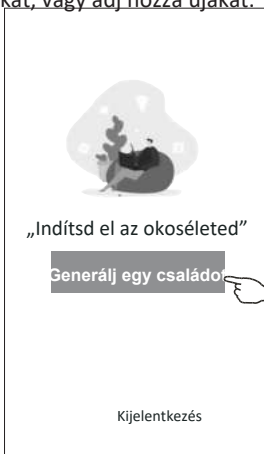 kat, vagy adj hozzá újakat.
„Indítsd el az okoséleted”
Generálj egy családot
Kijelentkezés